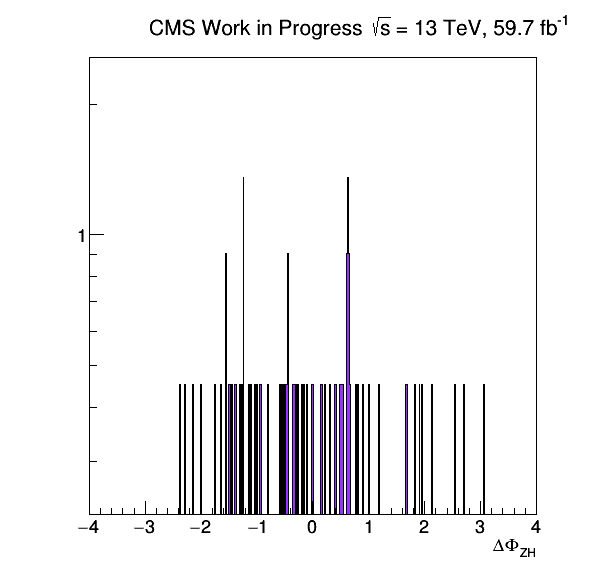 CMS Work in Progress √s = 13 TeV, 59.7 fb⁻¹
1
−4 −3 −2 −1 0 1 2 3 4
ΔΦ_ZH